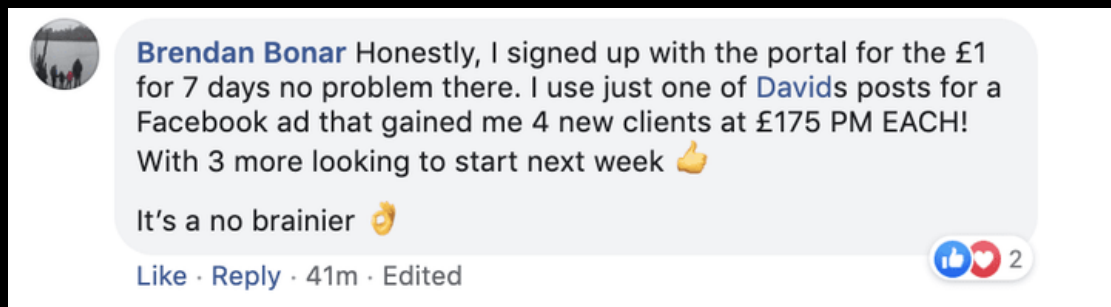 Brendan Bonar Honestly, I signed up with the portal for the £1
for 7 days no problem there. I use just one of Davids posts for a
Facebook ad that gained me 4 new clients at £175 PM EACH!
With 3 more looking to start next week 👍
It's a no brainier 👌
Like · Reply · 41m · Edited
2